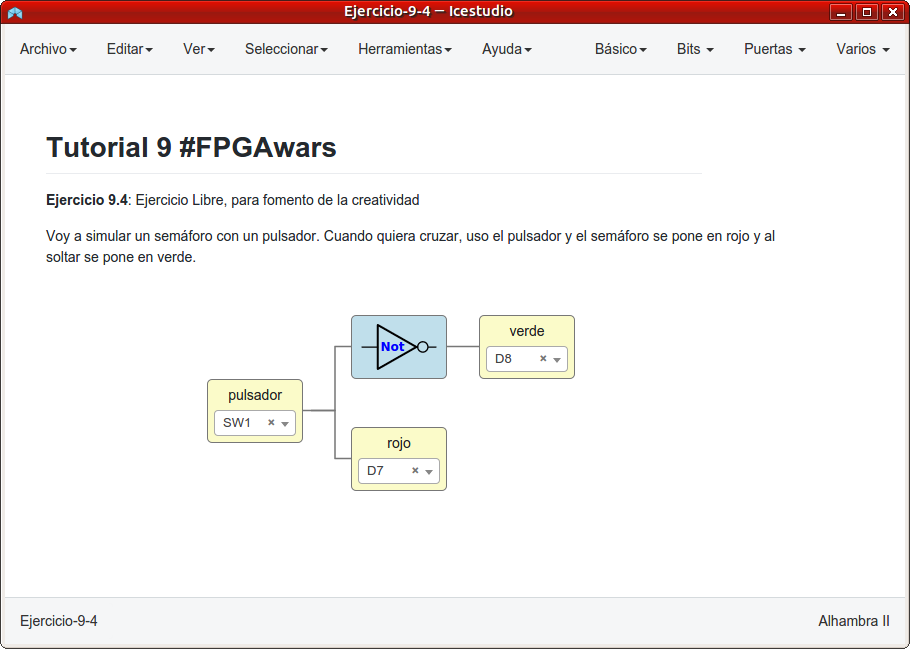 Ejercicio-9-4 — Icestudio
Archivo Editar Ver Seleccionar Herramientas Ayuda Básico Bits Puertas Varios
Tutorial 9 #FPGAwars
Ejercicio 9.4: Ejercicio Libre, para fomento de la creatividad
Voy a simular un semáforo con un pulsador. Cuando quiera cruzar, uso el pulsador y el semáforo se pone en rojo y al
soltar se pone en verde.
Not
verde
D8
pulsador
SW1
rojo
D7
Ejercicio-9-4 Alhambra II